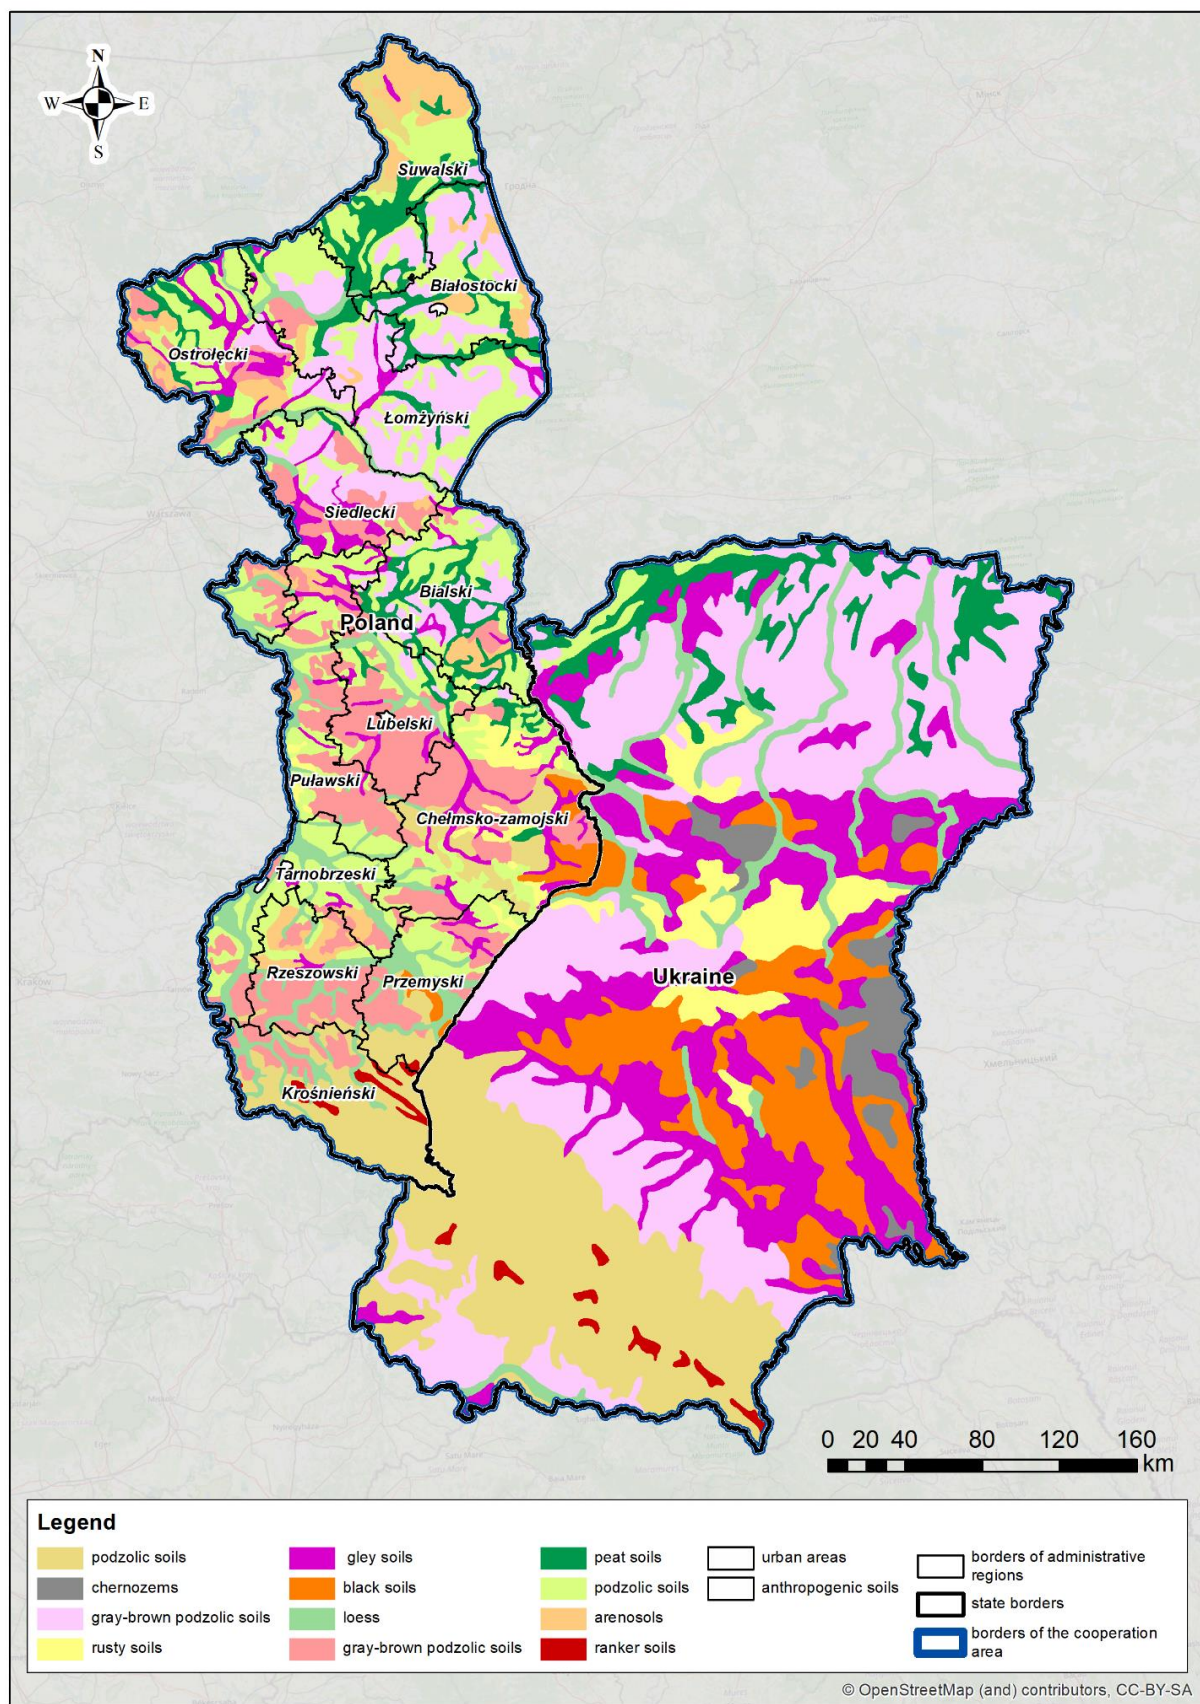 N
W
E
S
Suwalski
Białostocki
Ostrołęcki
Łomżyński
Siedlecki
Bialski
Poland
Lubelski
Puławski
Chełmsko-zamojski
Tarnobrzeski
Rzeszowski
Przemyski
Ukraine
Krośnieński
0 20 40 80 120 160
km
Legend
podzolic soils
chernozems
gray-brown podzolic soils
rusty soils
gley soils
black soils
loess
gray-brown podzolic soils
peat soils
podzolic soils
arenosols
ranker soils
urban areas
anthropogenic soils
borders of administrative
regions
state borders
borders of the cooperation
area
© OpenStreetMap (and) contributors, CC-BY-SA